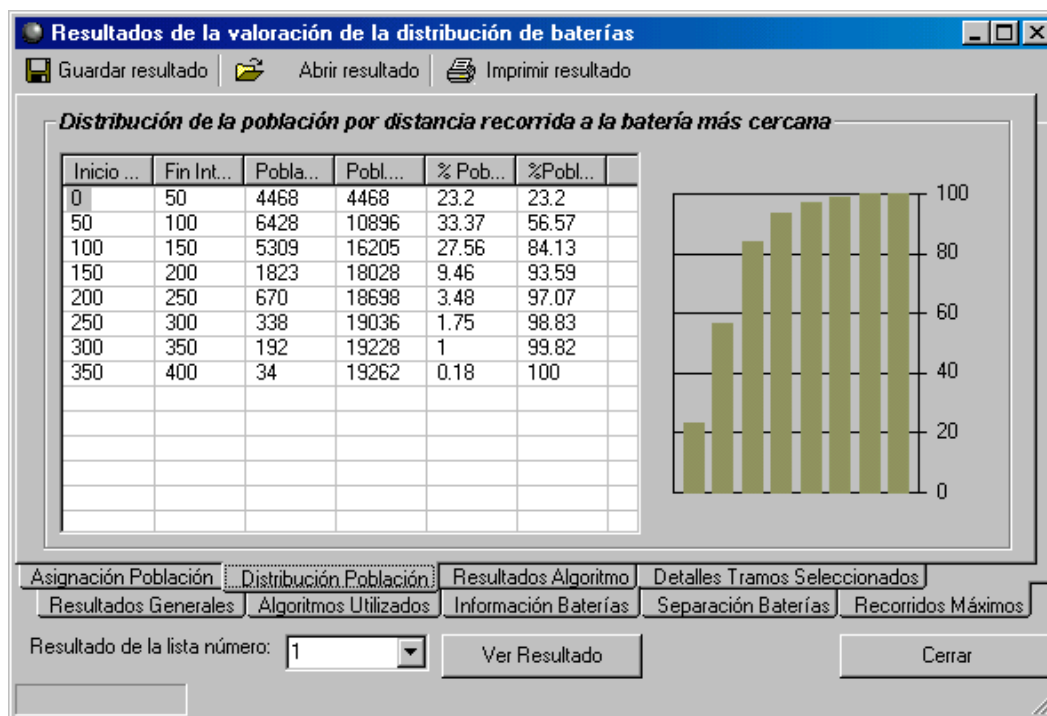 Resultados de la valoración de la distribución de baterías
Guardar resultado Abrir resultado Imprimir resultado
Distribución de la población por distancia recorrida a la batería más cercana
Inicio ... Fin Int... Pobla... Pobl.... % Pob... %Pobl...
0 50 4468 4468 23.2 23.2
50 100 6428 10896 33.37 56.57
100 150 5309 16205 27.56 84.13
150 200 1823 18028 9.46 93.59
200 250 670 18698 3.48 97.07
250 300 338 19036 1.75 98.83
300 350 192 19228 1 99.82
350 400 34 19262 0.18 100
100
80
60
40
20
0
Asignación Población Distribución Población Resultados Algoritmo Detalles Tramos Seleccionados
Resultados Generales Algoritmos Utilizados Información Baterías Separación Baterías Recorridos Máximos
Resultado de la lista número: 1 Ver Resultado Cerrar